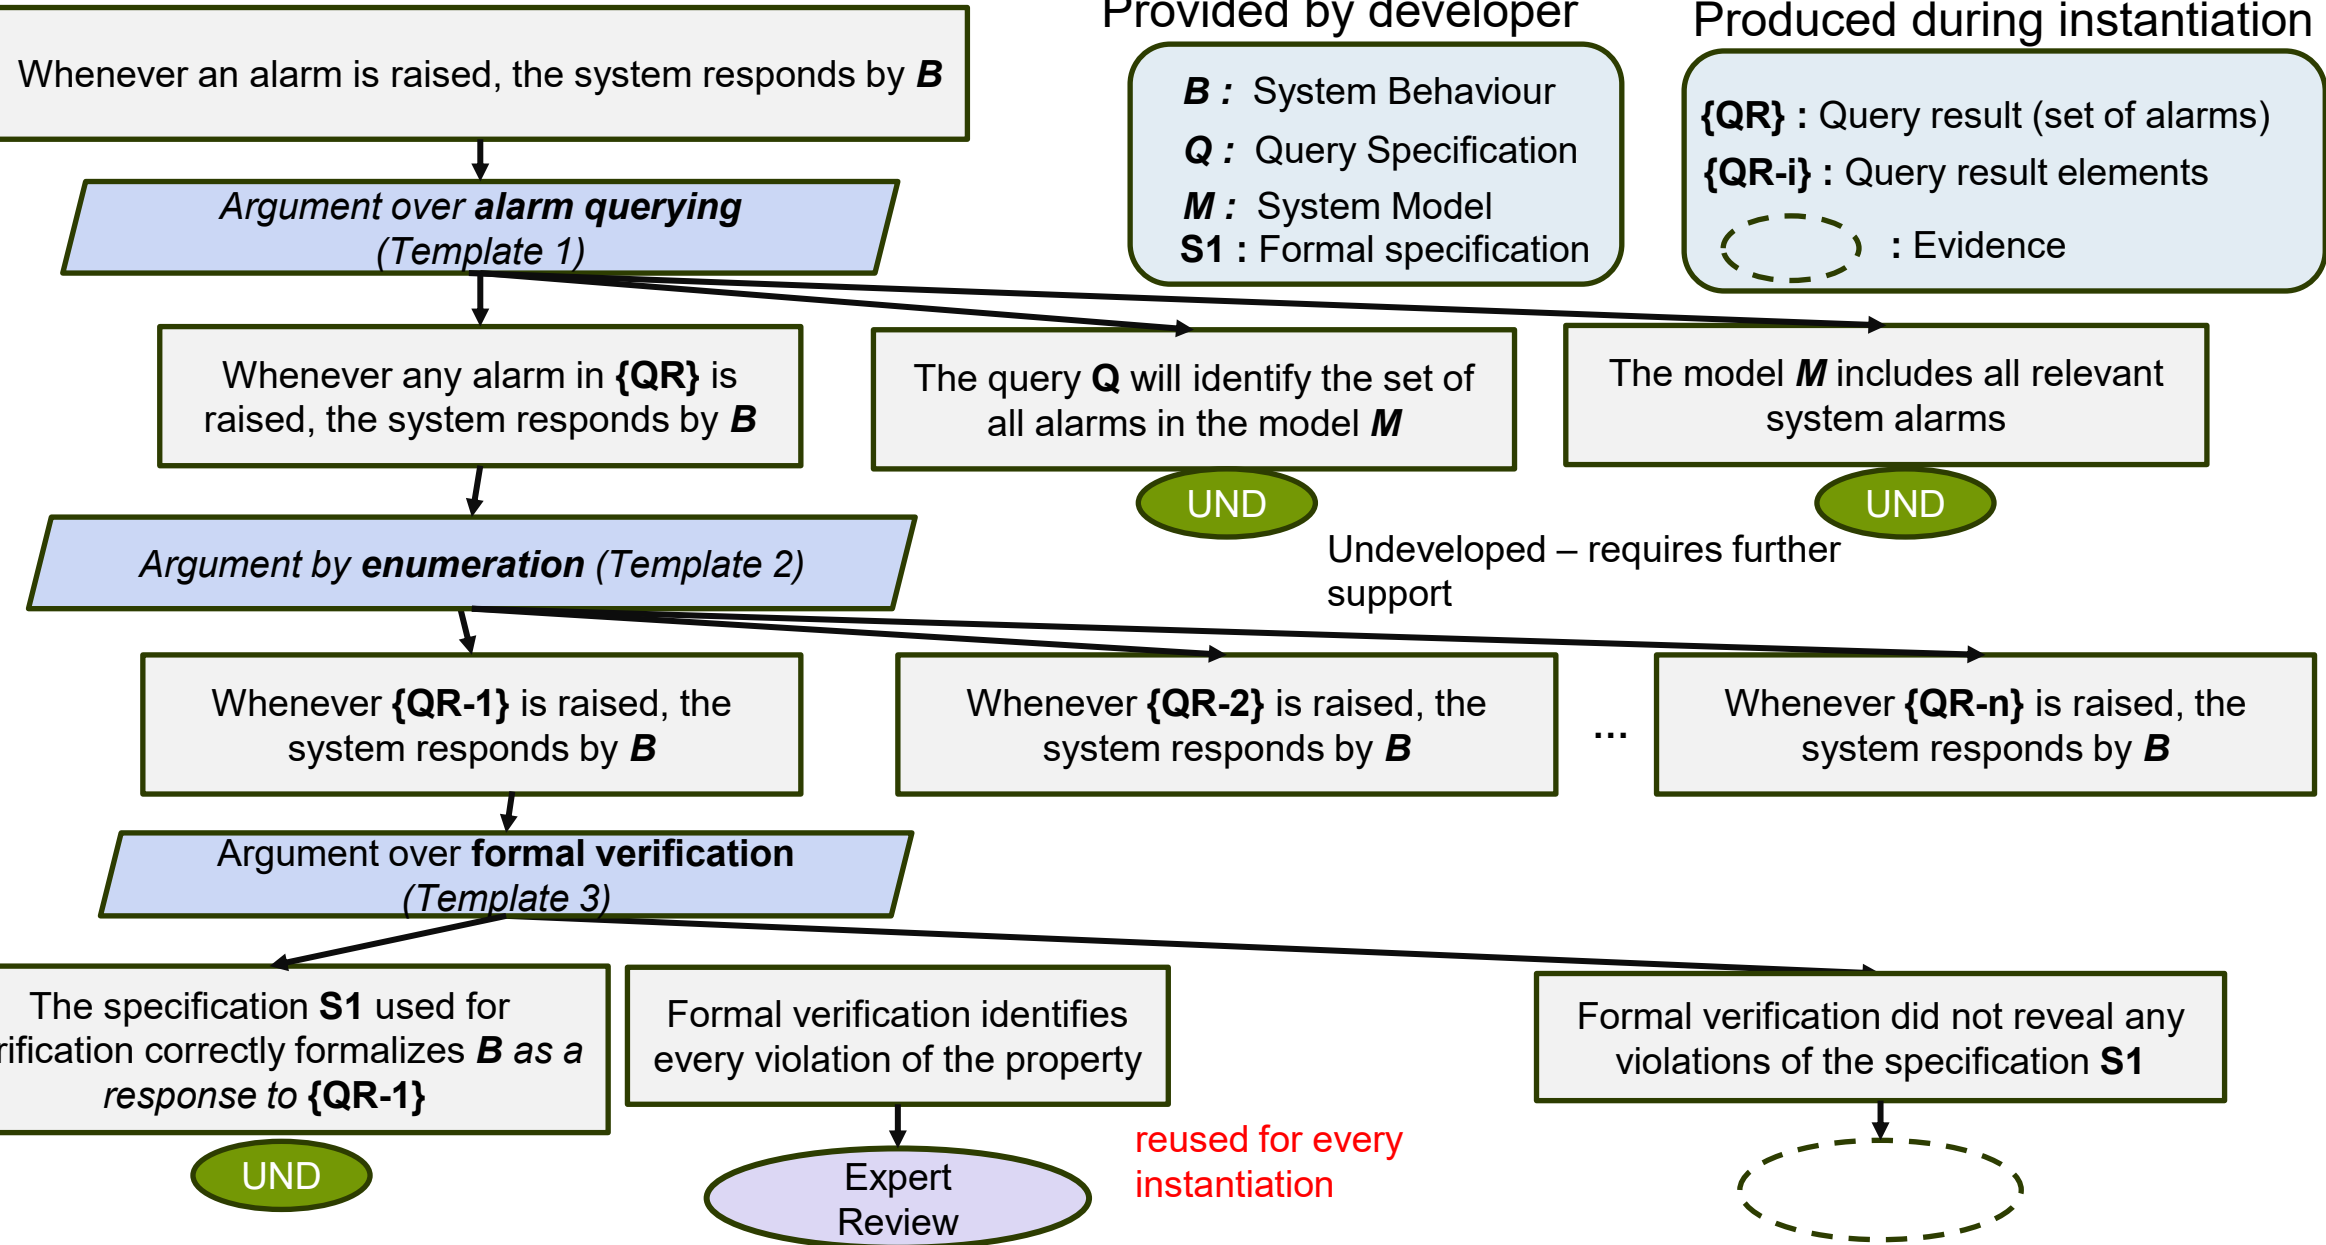 Provided by developer
Produced during instantiation
Whenever an alarm is raised, the system responds by B
B : System Behaviour
Q : Query Specification
M : System Model
S1 : Formal specification
{QR} : Query result (set of alarms)
{QR-i} : Query result elements
: Evidence
Argument over alarm querying
(Template 1)
Whenever any alarm in {QR} is
raised, the system responds by B
The query Q will identify the set of
all alarms in the model M
The model M includes all relevant
system alarms
UND
UND
Undeveloped – requires further
support
Argument by enumeration (Template 2)
Whenever {QR-1} is raised, the
system responds by B
Whenever {QR-2} is raised, the
system responds by B
...
Whenever {QR-n} is raised, the
system responds by B
Argument over formal verification
(Template 3)
The specification S1 used for
rification correctly formalizes B as a
response to {QR-1}
Formal verification identifies
every violation of the property
Formal verification did not reveal any
violations of the specification S1
UND
Expert
Review
reused for every
instantiation